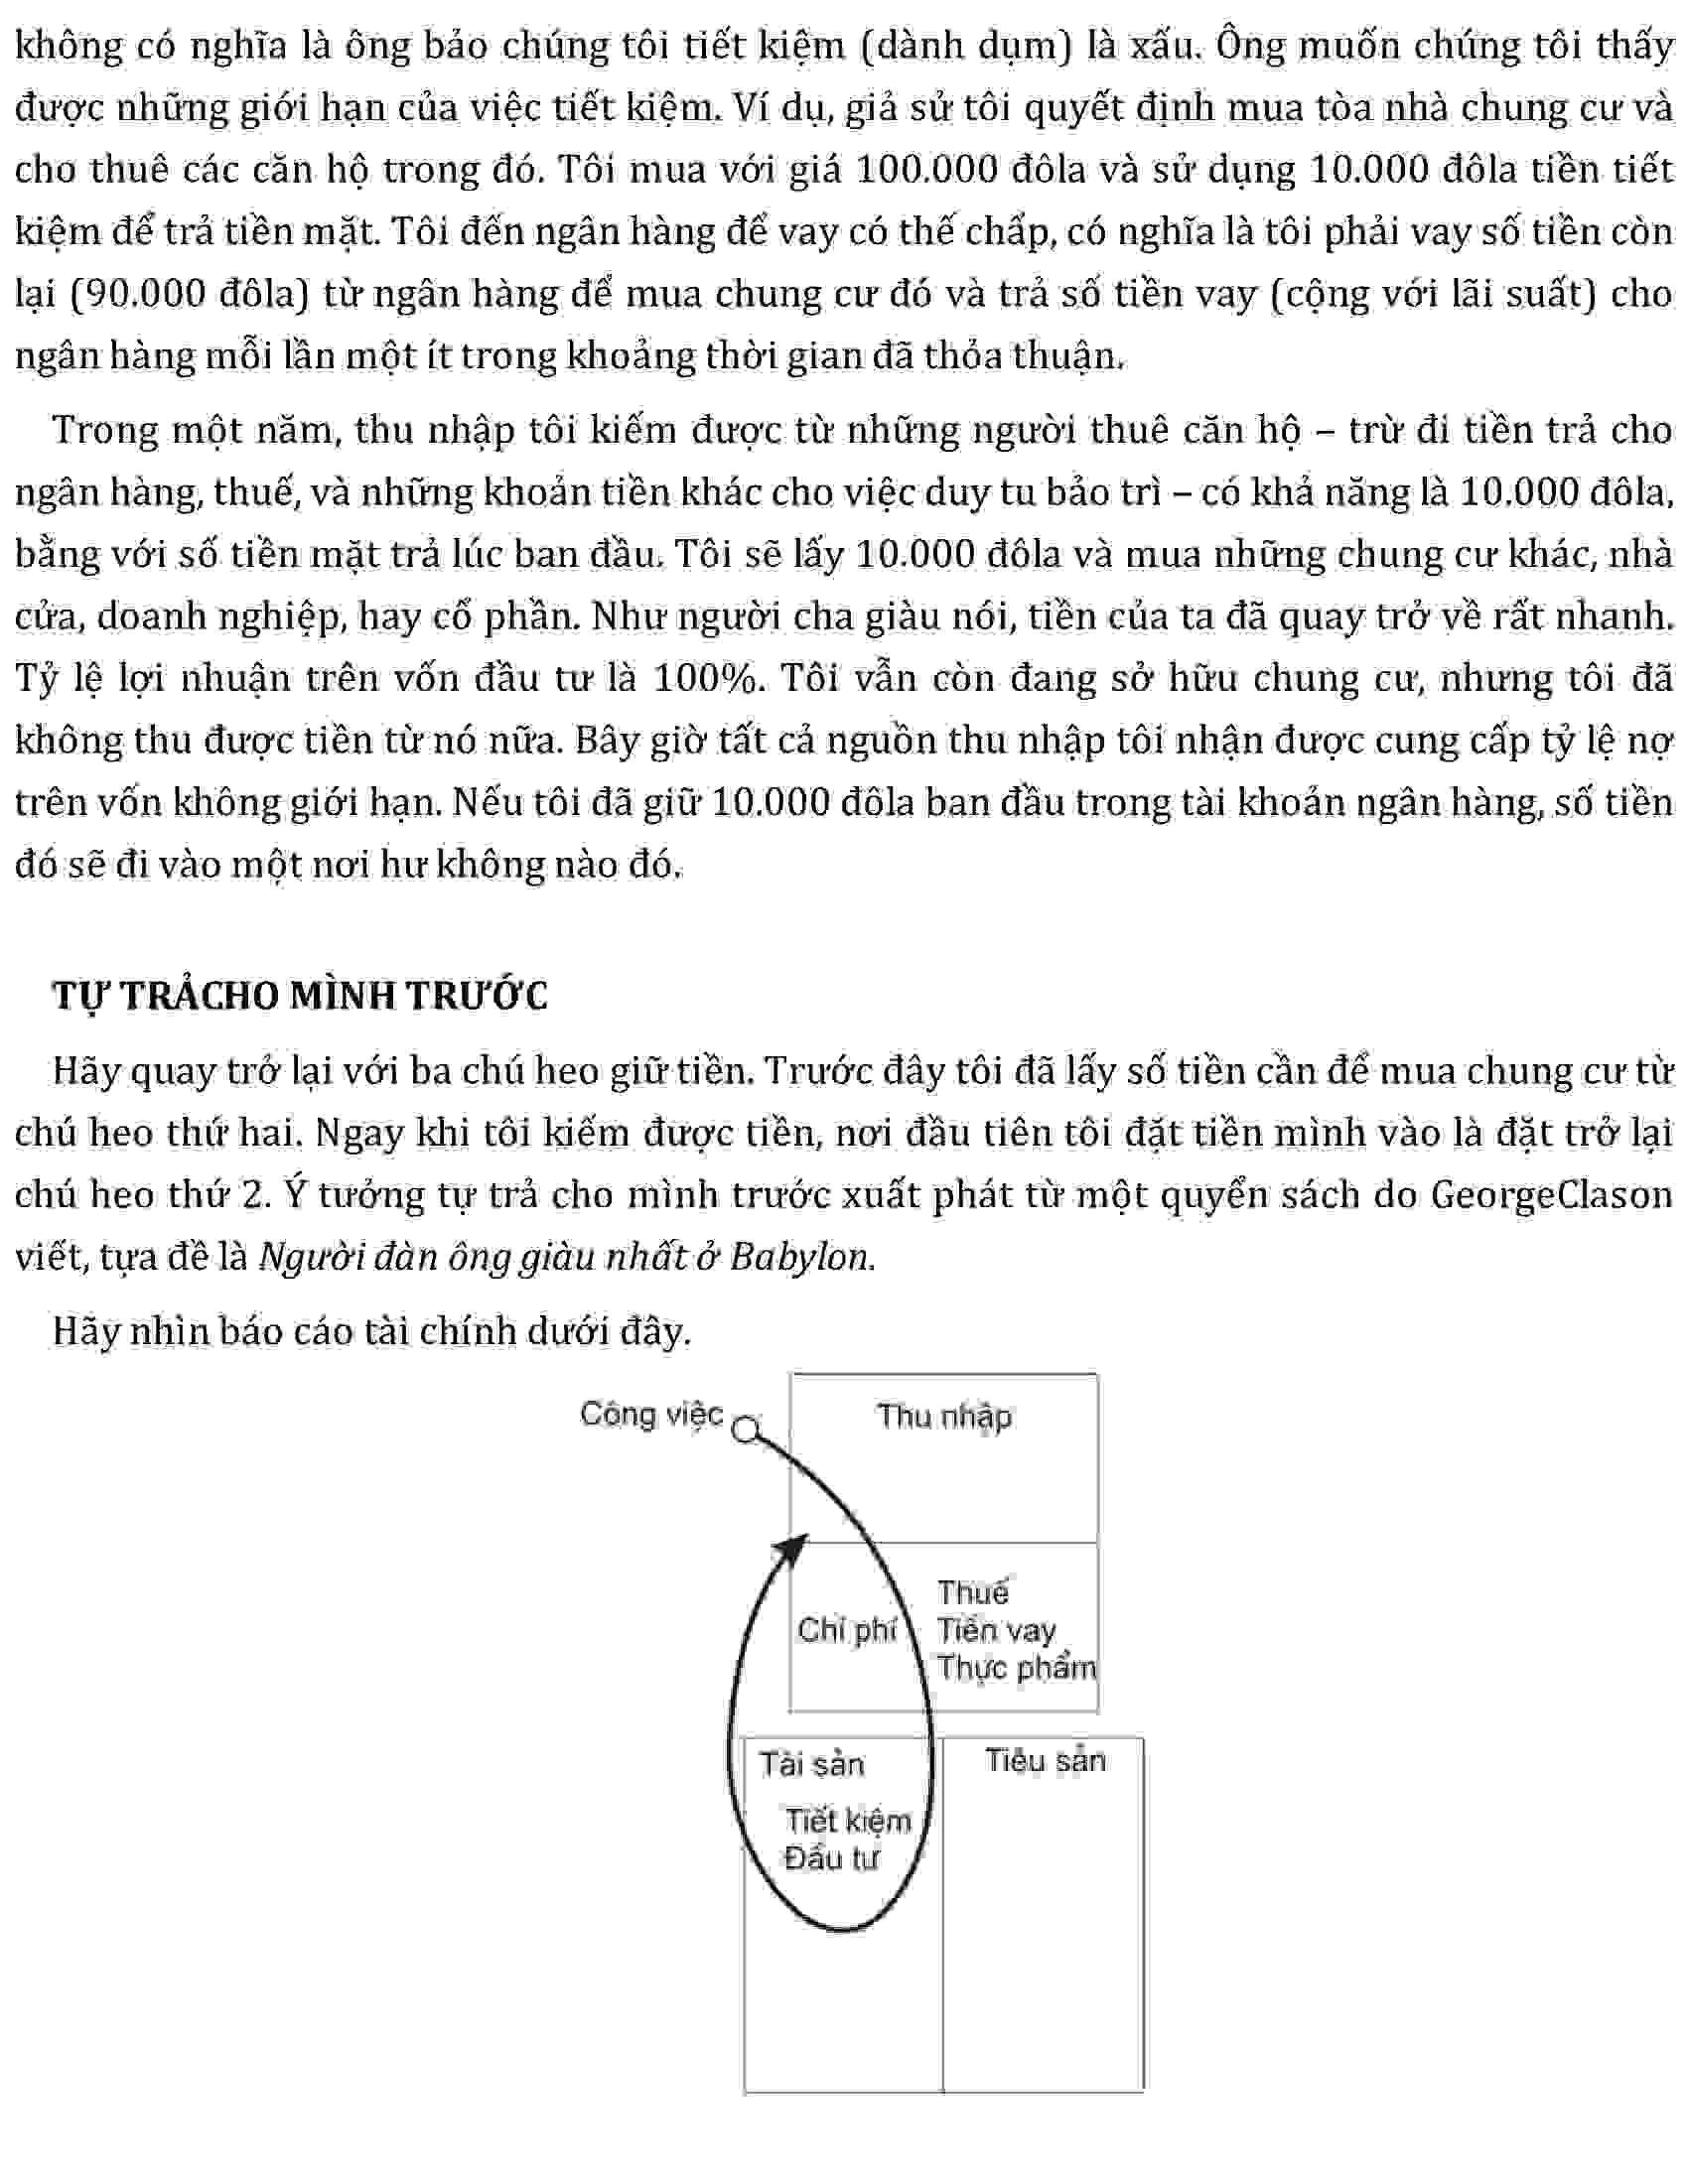 không có nghĩa là ông bảo chúng tôi tiết kiệm (dành dụm) là xấu. Ông muốn chúng tôi thấy
được những giới hạn của việc tiết kiệm. Ví dụ, giả sử tôi quyết định mua tòa nhà chung cư và
cho thuê các căn hộ trong đó. Tôi mua với giá 100.000 đôla và sử dụng 10.000 đôla tiền tiết
kiệm để trả tiền mặt. Tôi đến ngân hàng để vay có thế chấp, có nghĩa là tôi phải vay số tiền còn
lại (90.000 đôla) từ ngân hàng để mua chung cư đó và trả số tiền vay (cộng với lãi suất) cho
ngân hàng mỗi lần một ít trong khoảng thời gian đã thỏa thuận.
Trong một năm, thu nhập tôi kiếm được từ những người thuê căn hộ – trừ đi tiền trả cho
ngân hàng, thuế, và những khoản tiền khác cho việc duy tu bảo trì – có khả năng là 10.000 đôla,
bằng với số tiền mặt trả lúc ban đầu. Tôi sẽ lấy 10.000 đôla và mua những chung cư khác, nhà
cửa, doanh nghiệp, hay cổ phần. Như người cha giàu nói, tiền của ta đã quay trở về rất nhanh.
Tỷ lệ lợi nhuận trên vốn đầu tư là 100%. Tôi vẫn còn đang sở hữu chung cư, nhưng tôi đã
không thu được tiền từ nó nữa. Bây giờ tất cả nguồn thu nhập tôi nhận được cung cấp tỷ lệ nợ
trên vốn không giới hạn. Nếu tôi đã giữ 10.000 đôla ban đầu trong tài khoản ngân hàng, số tiền
đó sẽ đi vào một nơi hư không nào đó.
TỰ TRẢCHO MÌNH TRƯỚC
Hãy quay trở lại với ba chú heo giữ tiền. Trước đây tôi đã lấy số tiền cần để mua chung cư từ
chú heo thứ hai. Ngay khi tôi kiếm được tiền, nơi đầu tiên tôi đặt tiền mình vào là đặt trở lại
chú heo thứ 2. Ý tưởng tự trả cho mình trước xuất phát từ một quyển sách do GeorgeClason
viết, tựa đề là Người đàn ông giàu nhất ở Babylon.
Hãy nhìn báo cáo tài chính dưới đây.
Công việc
Thu nhập
Chi phí
Thuế
Tiền vay
Thực phẩm
Tài sản
Tiết kiệm
Đầu tư
Tiêu sản